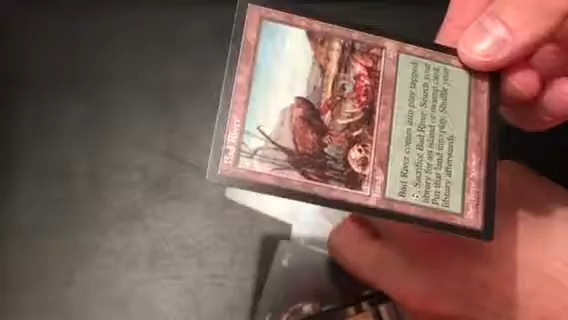 Bad River
Bad River comes into play tapped.
, Sacrifice Bad River: Search your
library for an island or swamp card.
Put that land into play. Shuffle your
library afterwards.
Illus.